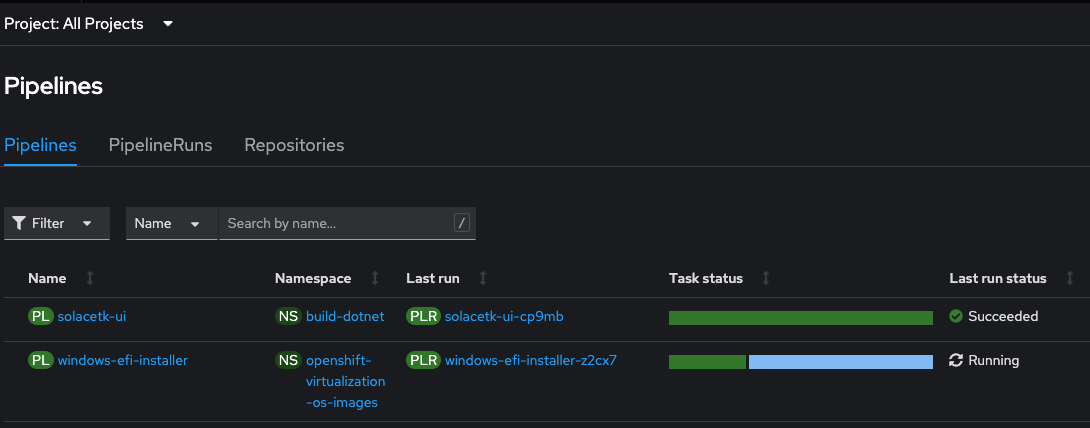 Project: All Projects
Pipelines
Pipelines PipelineRuns Repositories
Filter Name Search by name... /
Name Namespace Last run Task status Last run status
PL solacetk-ui NS build-dotnet PLR solacetk-ui-cp9mb Succeeded
PL windows-efi-installer NS openshift- PLR windows-efi-installer-z2cx7 Running
virtualization
-os-images